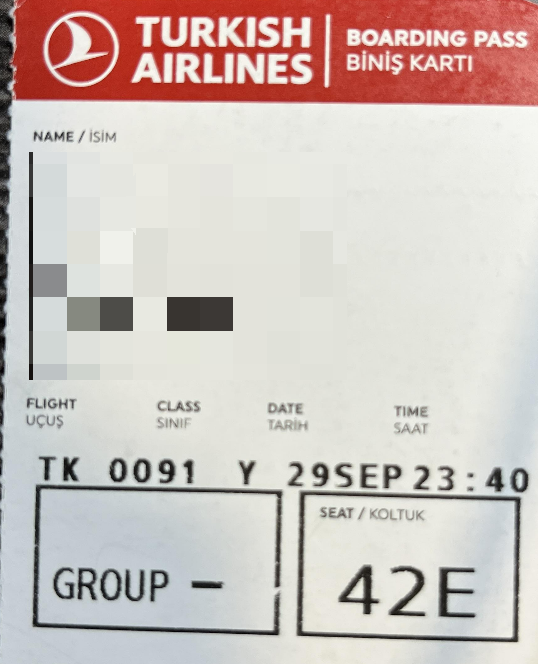 TURKISH AIRLINES
BOARDING PASS
BİNİŞ KARTI
NAME / İSİM
FLIGHT CLASS DATE TIME
UÇUŞ SINIF TARİH SAAT
TK 0091 Y 29SEP 23:40
GROUP –
SEAT / KOLTUK
42E